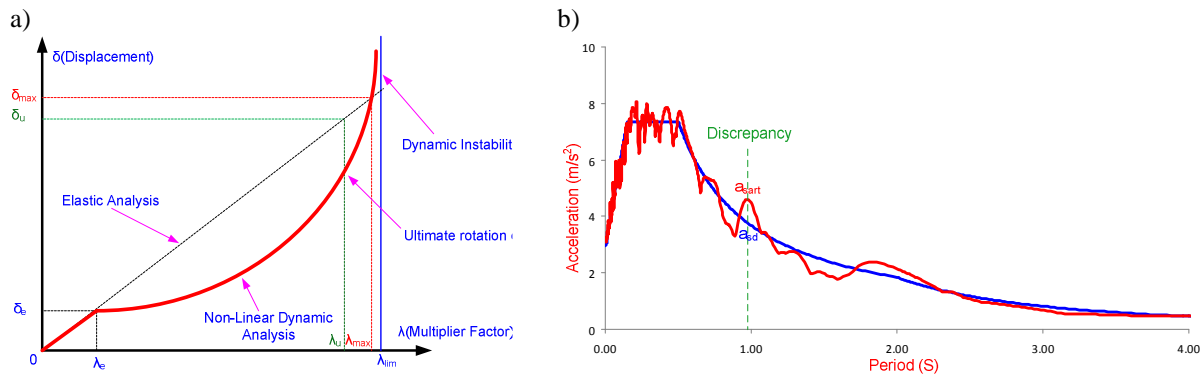 a)
δ(Displacement)
δmax
δu
Dynamic Instabilit
Elastic Analysis
Ultimate rotation
δe
Non-Linear Dynamic
Analysis
λ(Multiplier Factor)
λu λmax
0
λe
λlim
b)
10
8
6
4
2
0
Acceleration (m/s²)
Discrepancy
asart
asd
0.00 1.00 2.00 3.00 4.00
Period (S)